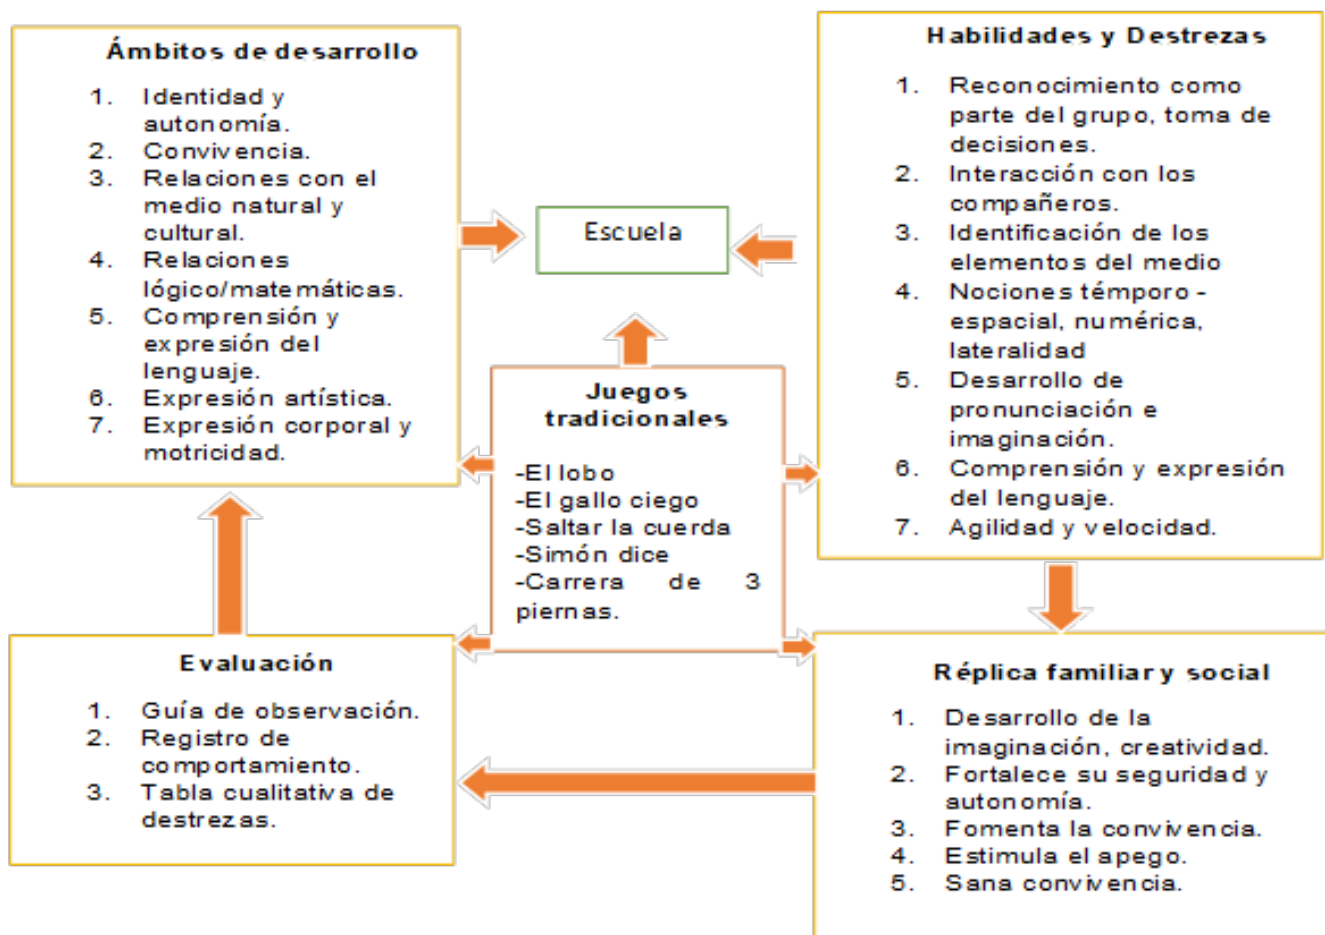 Ámbitos de desarrollo
1. Identidad y
autonomía.
2. Convivencia.
3. Relaciones con el
medio natural y
cultural.
4. Relaciones
lógico/matemáticas.
5. Comprensión y
expresión del
lenguaje.
6. Expresión artística.
7. Expresión corporal y
motricidad.
Escuela
Habilidades y Destrezas
1. Reconocimiento como
parte del grupo, toma de
decisiones.
2. Interacción con los
compañeros.
3. Identificación de los
elementos del medio
4. Nociones témporo -
espacial, numérica,
lateralidad
5. Desarrollo de
pronunciación e
imaginación.
6. Comprensión y expresión
del lenguaje.
7. Agilidad y velocidad.
Juegos
tradicionales
-El lobo
-El gallo ciego
-Saltar la cuerda
-Simón dice
-Carrera de 3
piernas.
Evaluación
1. Guía de observación.
2. Registro de
comportamiento.
3. Tabla cualitativa de
destrezas.
Réplica familiar y social
1. Desarrollo de la
imaginación, creatividad.
2. Fortalece su seguridad y
autonomía.
3. Fomenta la convivencia.
4. Estimula el apego.
5. Sana convivencia.